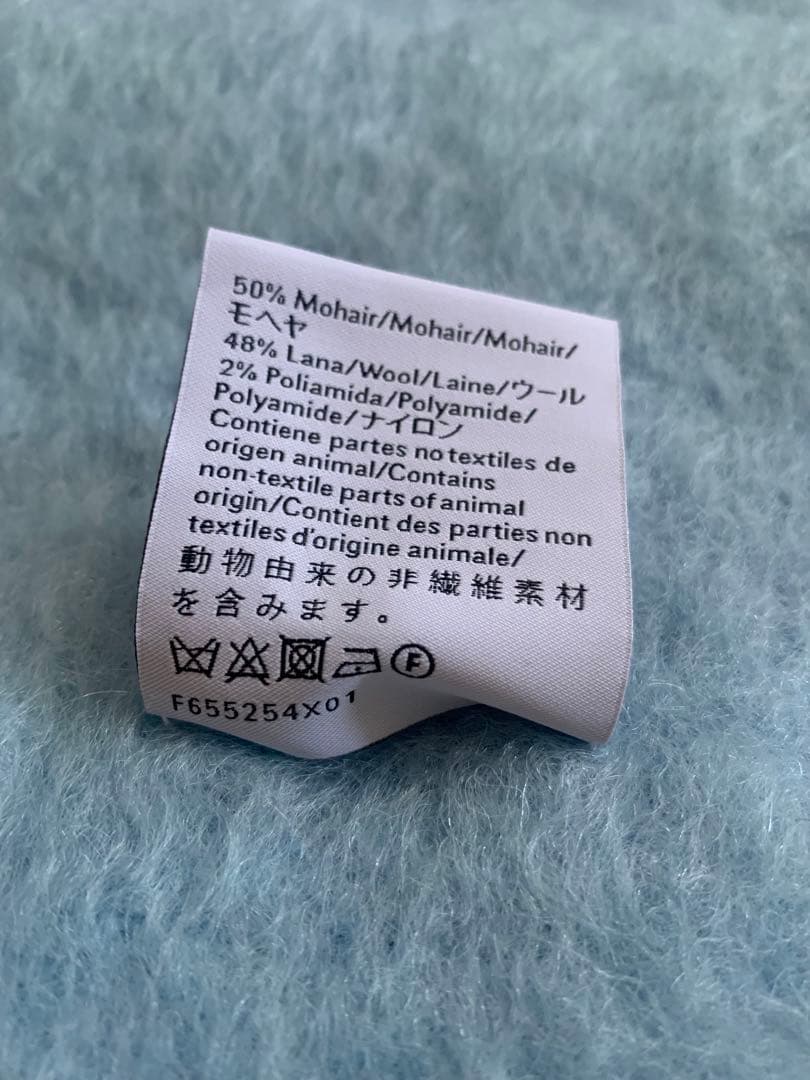 50% Mohair/Mohair/Mohair/
モヘヤ
48% Lana/Wool/Laine/ウール
2% Poliamida/Polyamide/
Polyamide/ナイロン
Contiene partes no textiles de
origen animal/Contains
non-textile parts of animal
origin/Contient des parties non
textiles d'origine animale/
動物由来の非繊維素材
を含みます。
F
F655254X01